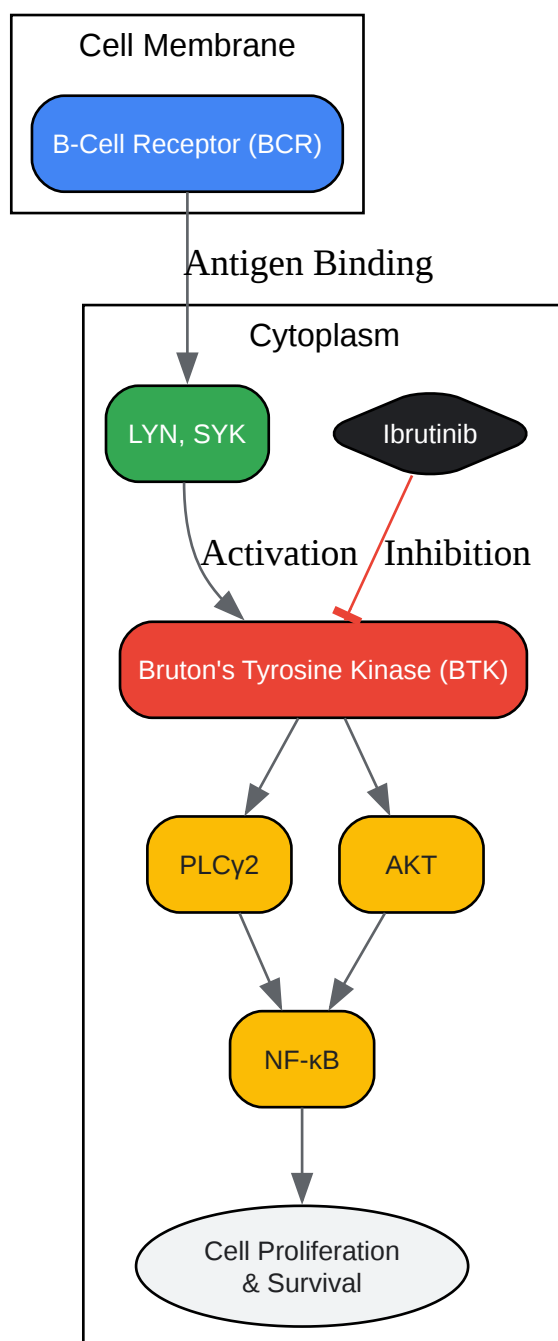 Cell Membrane
B-Cell Receptor (BCR)
Antigen Binding
Cytoplasm
LYN, SYK
Ibrutinib
Activation
Inhibition
Bruton's Tyrosine Kinase (BTK)
PLCγ2
AKT
NF-κB
Cell Proliferation
& Survival